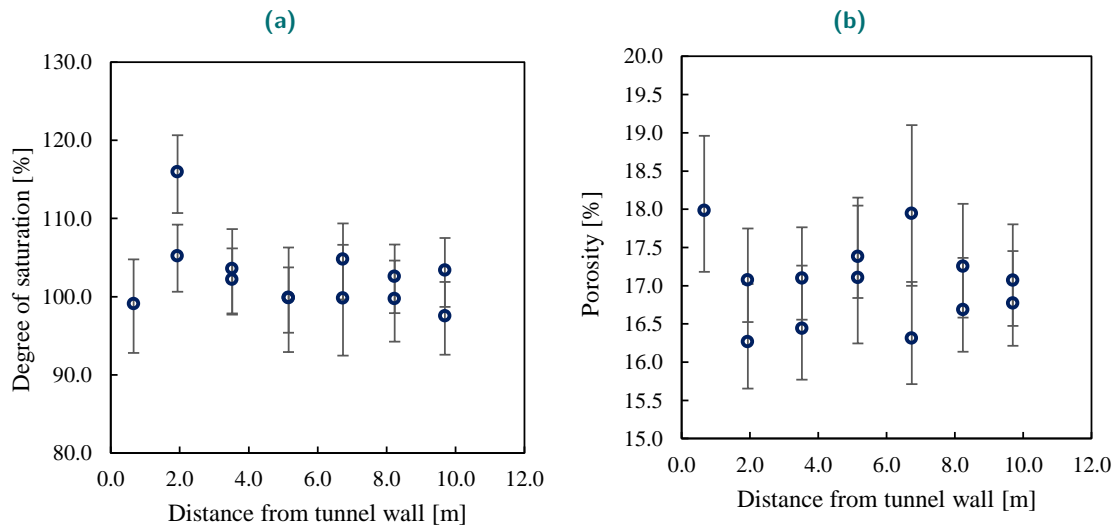 (a)
130.0
120.0
110.0
100.0
90.0
80.0
Degree of saturation [%]
0.0 2.0 4.0 6.0 8.0 10.0 12.0
Distance from tunnel wall [m]
(b)
20.0
19.5
19.0
18.5
18.0
17.5
17.0
16.5
16.0
15.5
15.0
Porosity [%]
0.0 2.0 4.0 6.0 8.0 10.0 12.0
Distance from tunnel wall [m]